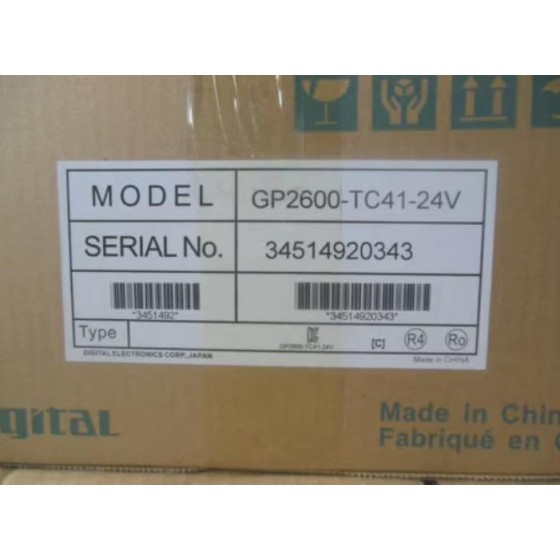 MODEL GP2600-TC41-24V
SERIAL No. 34514920343
*3451492* *34514920343*
Type [C] R4 Ro
GP2600-TC41-24V
DIGITAL ELECTRONICS CORP.,JAPAN Made in CHINA
gital Made in Chin
Fabriqué en C